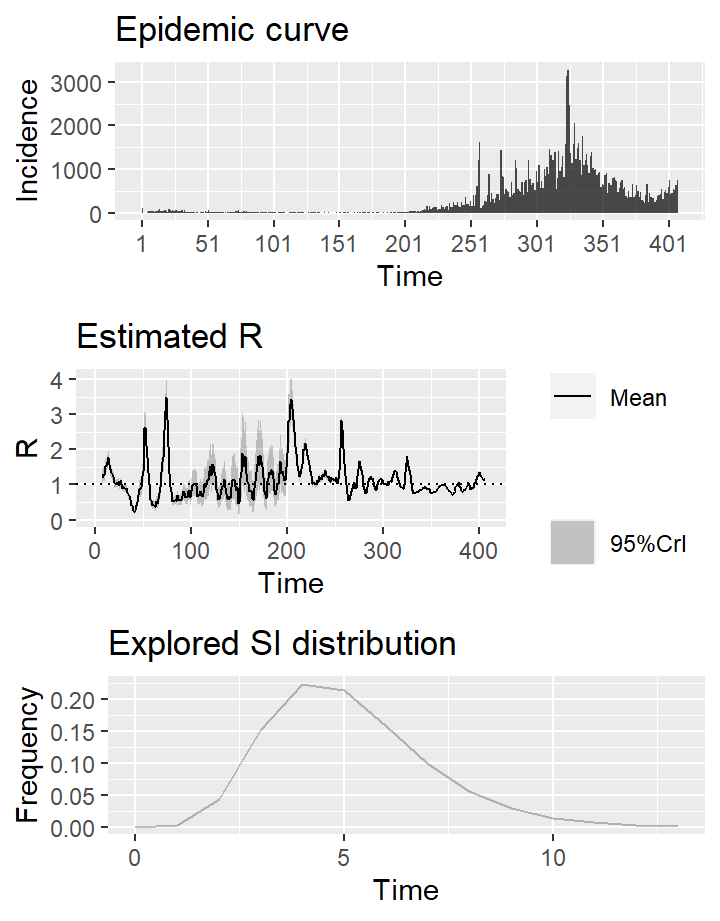 Epidemic curve
3000
2000
1000
0
Incidence
1 51 101 151 201 251 301 351 401
Time
Estimated R
4
3
2
1
0
R
0 100 200 300 400
Time
Mean
95%CrI
Explored SI distribution
0.20
0.15
0.10
0.05
0.00
Frequency
0 5 10
Time